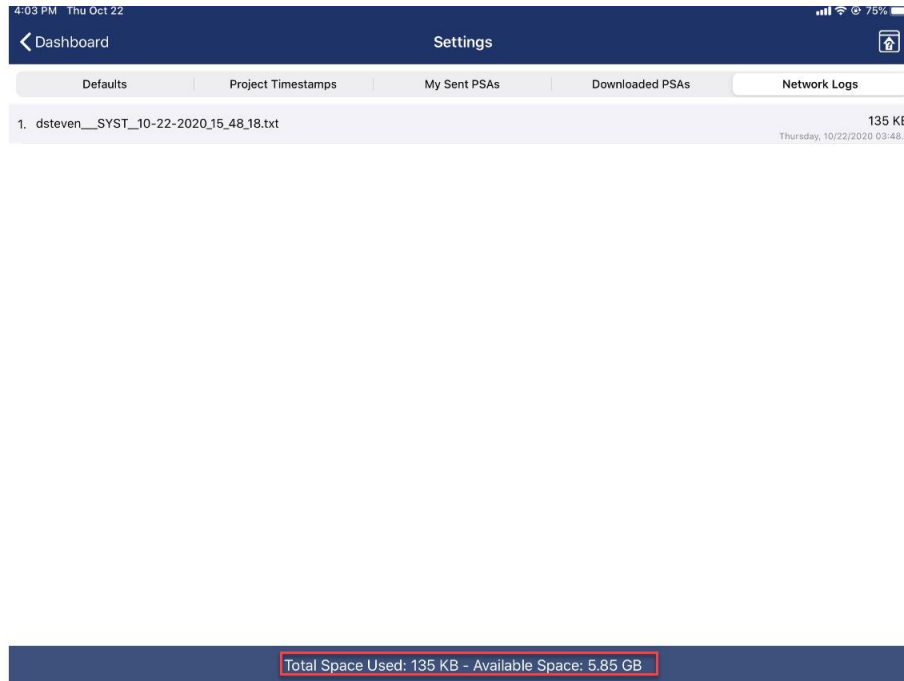 4:03 PM Thu Oct 22 75%
Dashboard Settings
Defaults Project Timestamps My Sent PSAs Downloaded PSAs Network Logs
1. dsteven___SYST__10-22-2020_15_48_18.txt 135 KB
Thursday, 10/22/2020 03:48
Total Space Used: 135 KB - Available Space: 5.85 GB